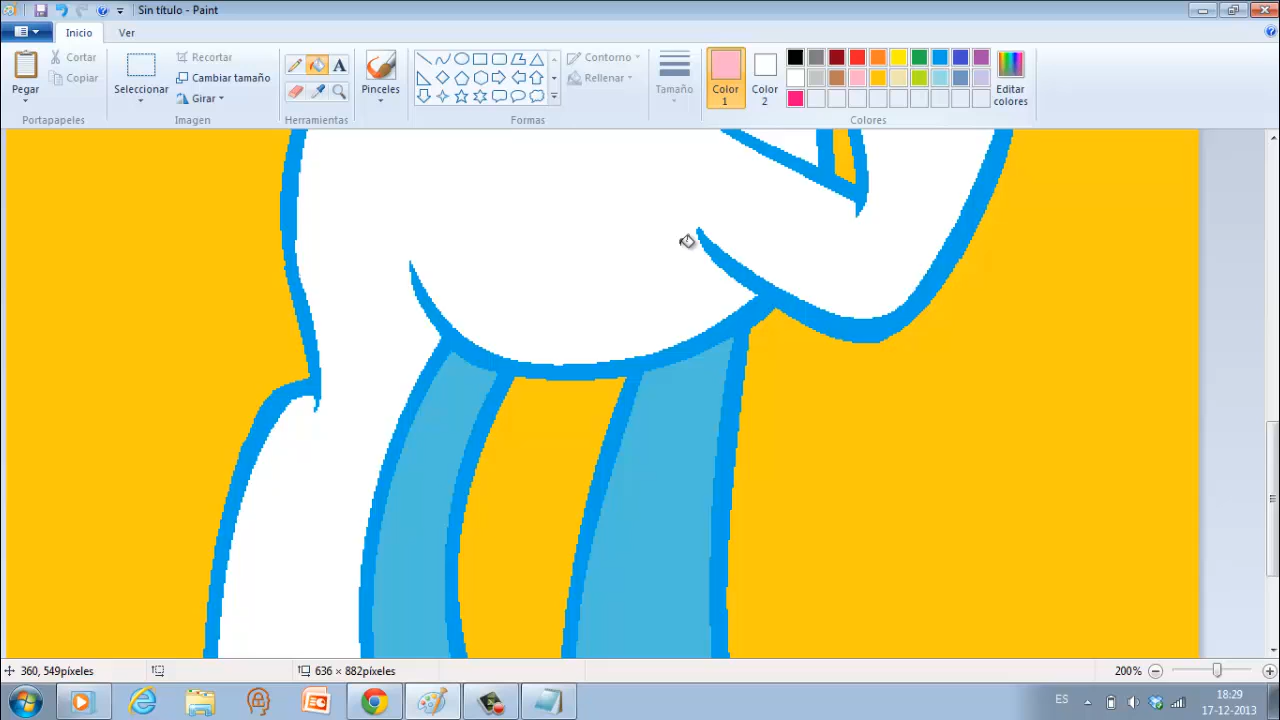 Sin título - Paint
Inicio
Ver
Pegar
Cortar
Copiar
Portapapeles
Seleccionar
Recortar
Cambiar tamaño
Girar
Imagen
A
Herramientas
Pinceles
Formas
Contorno
Rellenar
Tamaño
Color
1
Color
2
Editar
colores
Colores
360, 549píxeles
636 × 882píxeles
200%
ES
18:29
17-12-2013